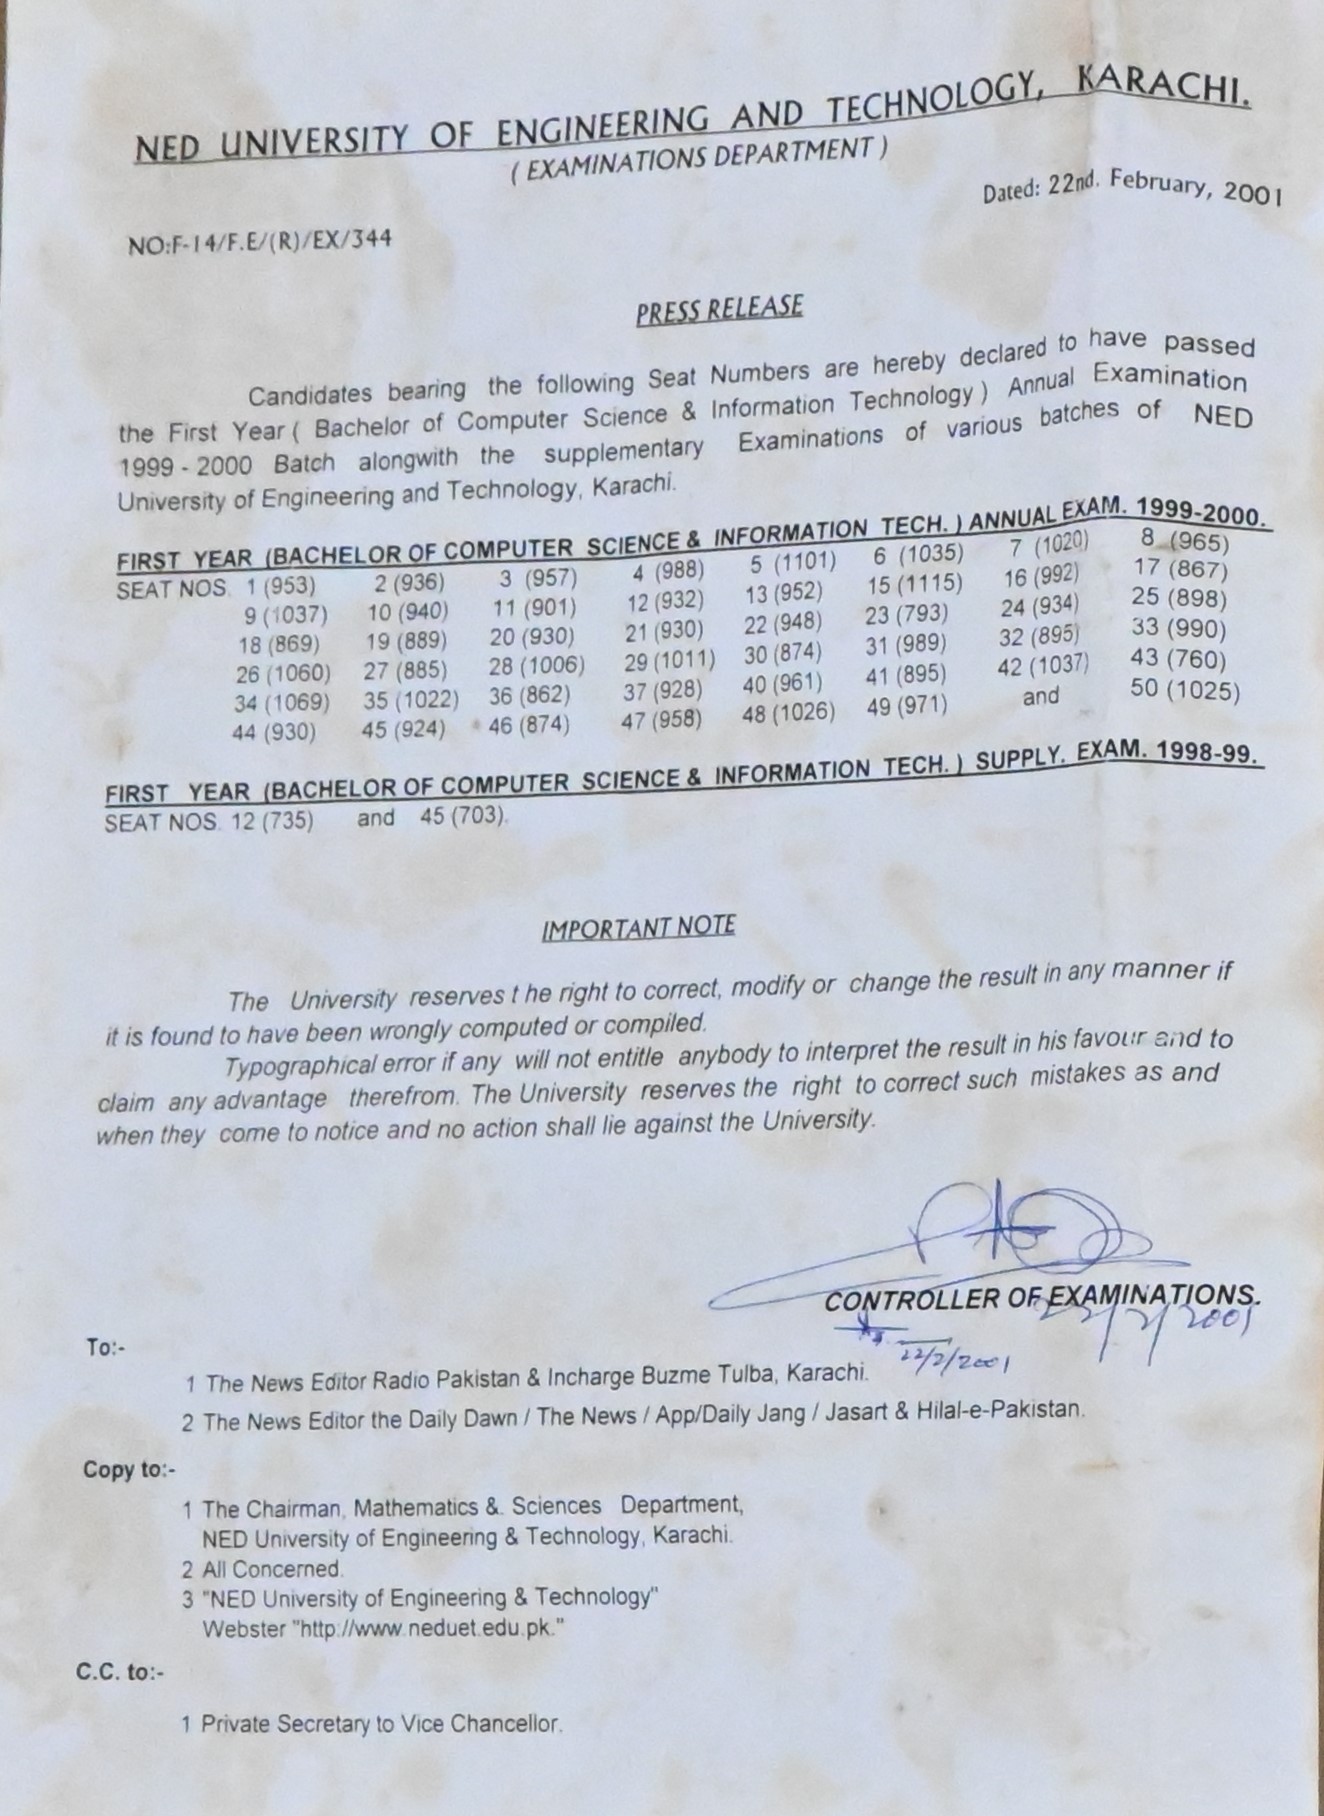 NED UNIVERSITY OF ENGINEERING AND TECHNOLOGY, KARACHI.
( EXAMINATIONS DEPARTMENT )
Dated: 22nd. February, 2001
NO:F-14/F.E/(R)/EX/344
PRESS RELEASE
Candidates bearing the following Seat Numbers are hereby declared to have passed
the First Year ( Bachelor of Computer Science & Information Technology ) Annual Examination
1999 - 2000 Batch alongwith the supplementary Examinations of various batches of NED
University of Engineering and Technology, Karachi.
FIRST YEAR (BACHELOR OF COMPUTER SCIENCE & INFORMATION TECH. ) ANNUAL EXAM. 1999-2000.
SEAT NOS. 1 (953) 2 (936) 3 (957) 4 (988) 5 (1101) 6 (1035) 7 (1020) 8 (965)
9 (1037) 10 (940) 11 (901) 12 (932) 13 (952) 15 (1115) 16 (992) 17 (867)
18 (869) 19 (889) 20 (930) 21 (930) 22 (948) 23 (793) 24 (934) 25 (898)
26 (1060) 27 (885) 28 (1006) 29 (1011) 30 (874) 31 (989) 32 (895) 33 (990)
34 (1069) 35 (1022) 36 (862) 37 (928) 40 (961) 41 (895) 42 (1037) 43 (760)
44 (930) 45 (924) 46 (874) 47 (958) 48 (1026) 49 (971) and 50 (1025)
FIRST YEAR (BACHELOR OF COMPUTER SCIENCE & INFORMATION TECH. ) SUPPLY. EXAM. 1998-99.
SEAT NOS. 12 (735) and 45 (703).
IMPORTANT NOTE
The University reserves t he right to correct, modify or change the result in any manner if
it is found to have been wrongly computed or compiled.
Typographical error if any will not entitle anybody to interpret the result in his favour and to
claim any advantage therefrom. The University reserves the right to correct such mistakes as and
when they come to notice and no action shall lie against the University.
CONTROLLER OF EXAMINATIONS.
22/2/2001
22/2/2001
To:-
1 The News Editor Radio Pakistan & Incharge Buzme Tulba, Karachi.
2 The News Editor the Daily Dawn / The News / App/Daily Jang / Jasart & Hilal-e-Pakistan.
Copy to:-
1 The Chairman, Mathematics &. Sciences Department,
NED University of Engineering & Technology, Karachi.
2 All Concerned.
3 "NED University of Engineering & Technology"
Webster "http://www.neduet.edu.pk."
C.C. to:-
1 Private Secretary to Vice Chancellor.